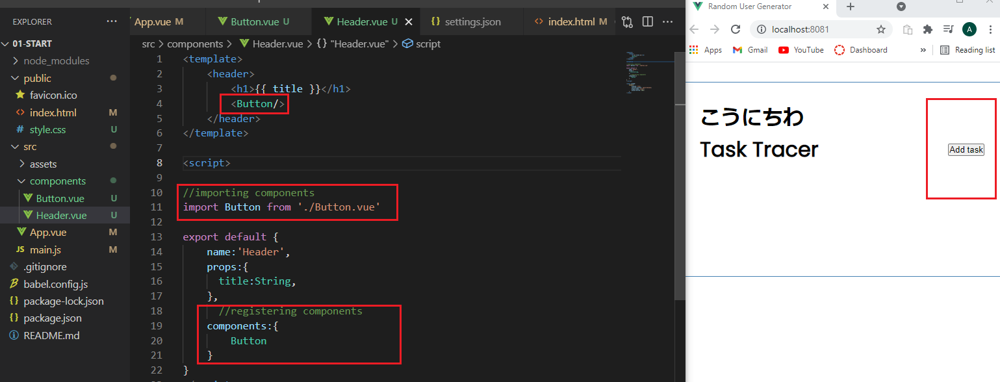 EXPLORER
01-START
node_modules
public
favicon.ico
index.html M
style.css U
src
assets
components
Button.vue U
Header.vue U
App.vue M
main.js M
.gitignore
babel.config.js
package-lock.json
package.json
README.md
App.vue M
Button.vue U
Header.vue U
settings.json
index.html M
src > components > Header.vue > {} "Header.vue" > script
1 <template>
2 <header>
3 <h1>{{ title }}</h1>
4 <Button/>
5 </header>
6 </template>
7
8 <script>
9
10 //importing components
11 import Button from './Button.vue'
12
13 export default {
14 name:'Header',
15 props:{
16 title:String,
17 },
18 //registering components
19 components:{
20 Button
21 }
22 }
Random User Generator
localhost:8081
A
Apps
Gmail
YouTube
Dashboard
»
Reading list
こうにちわ
Task Tracer
Add task